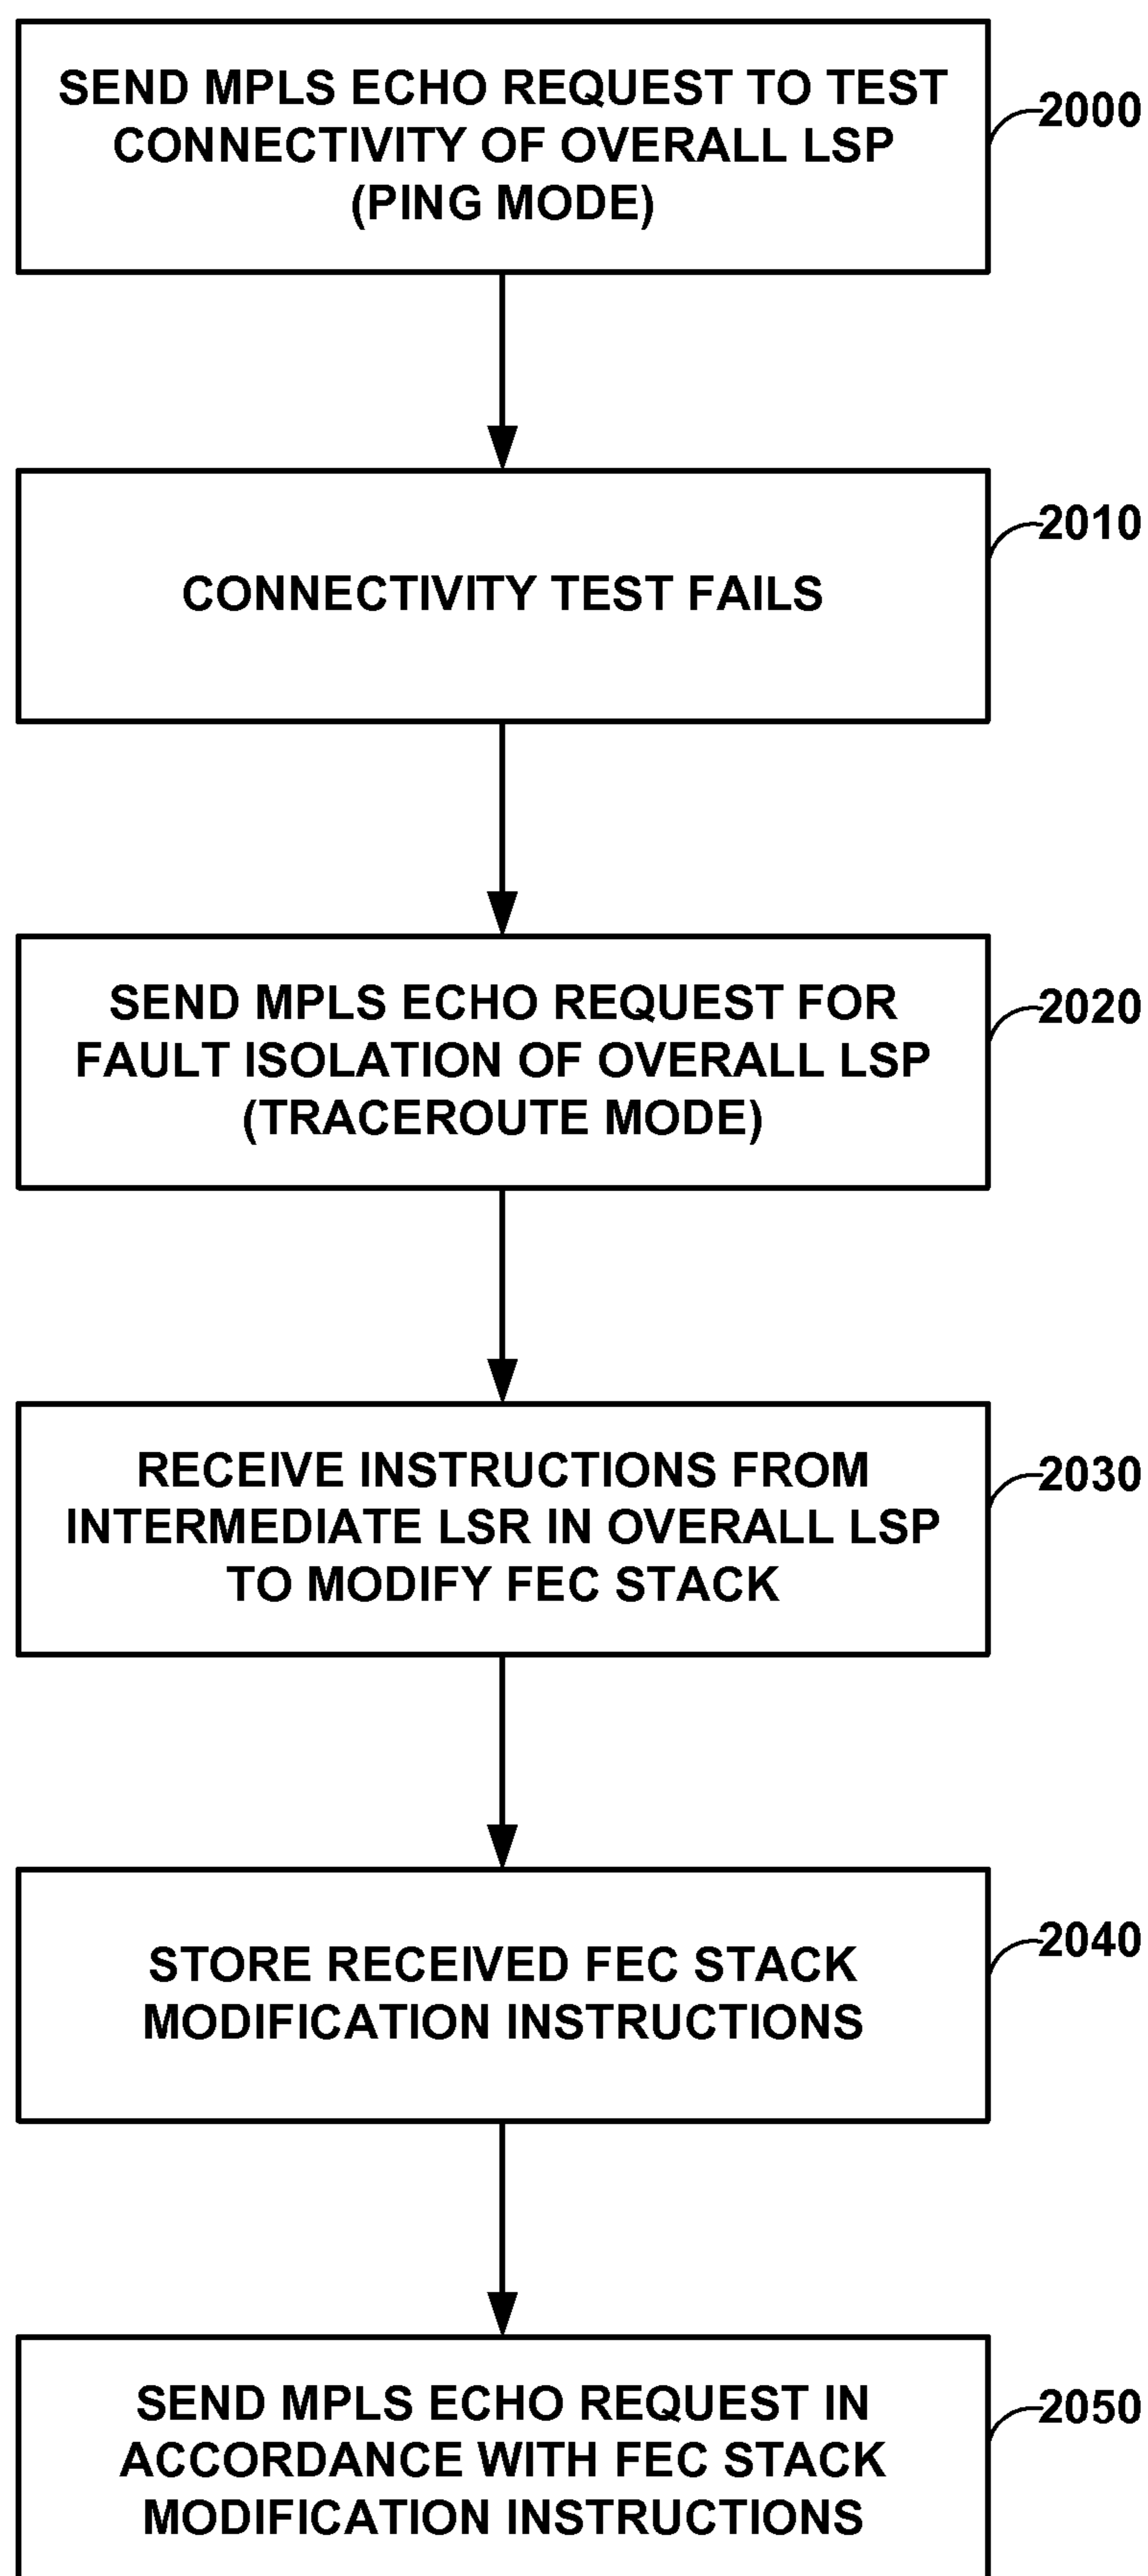 SEND MPLS ECHO REQUEST TO TEST
CONNECTIVITY OF OVERALL LSP
(PING MODE)
2000
CONNECTIVITY TEST FAILS
2010
SEND MPLS ECHO REQUEST FOR
FAULT ISOLATION OF OVERALL LSP
(TRACEROUTE MODE)
2020
RECEIVE INSTRUCTIONS FROM
INTERMEDIATE LSR IN OVERALL LSP
TO MODIFY FEC STACK
2030
STORE RECEIVED FEC STACK
MODIFICATION INSTRUCTIONS
2040
SEND MPLS ECHO REQUEST IN
ACCORDANCE WITH FEC STACK
MODIFICATION INSTRUCTIONS
2050